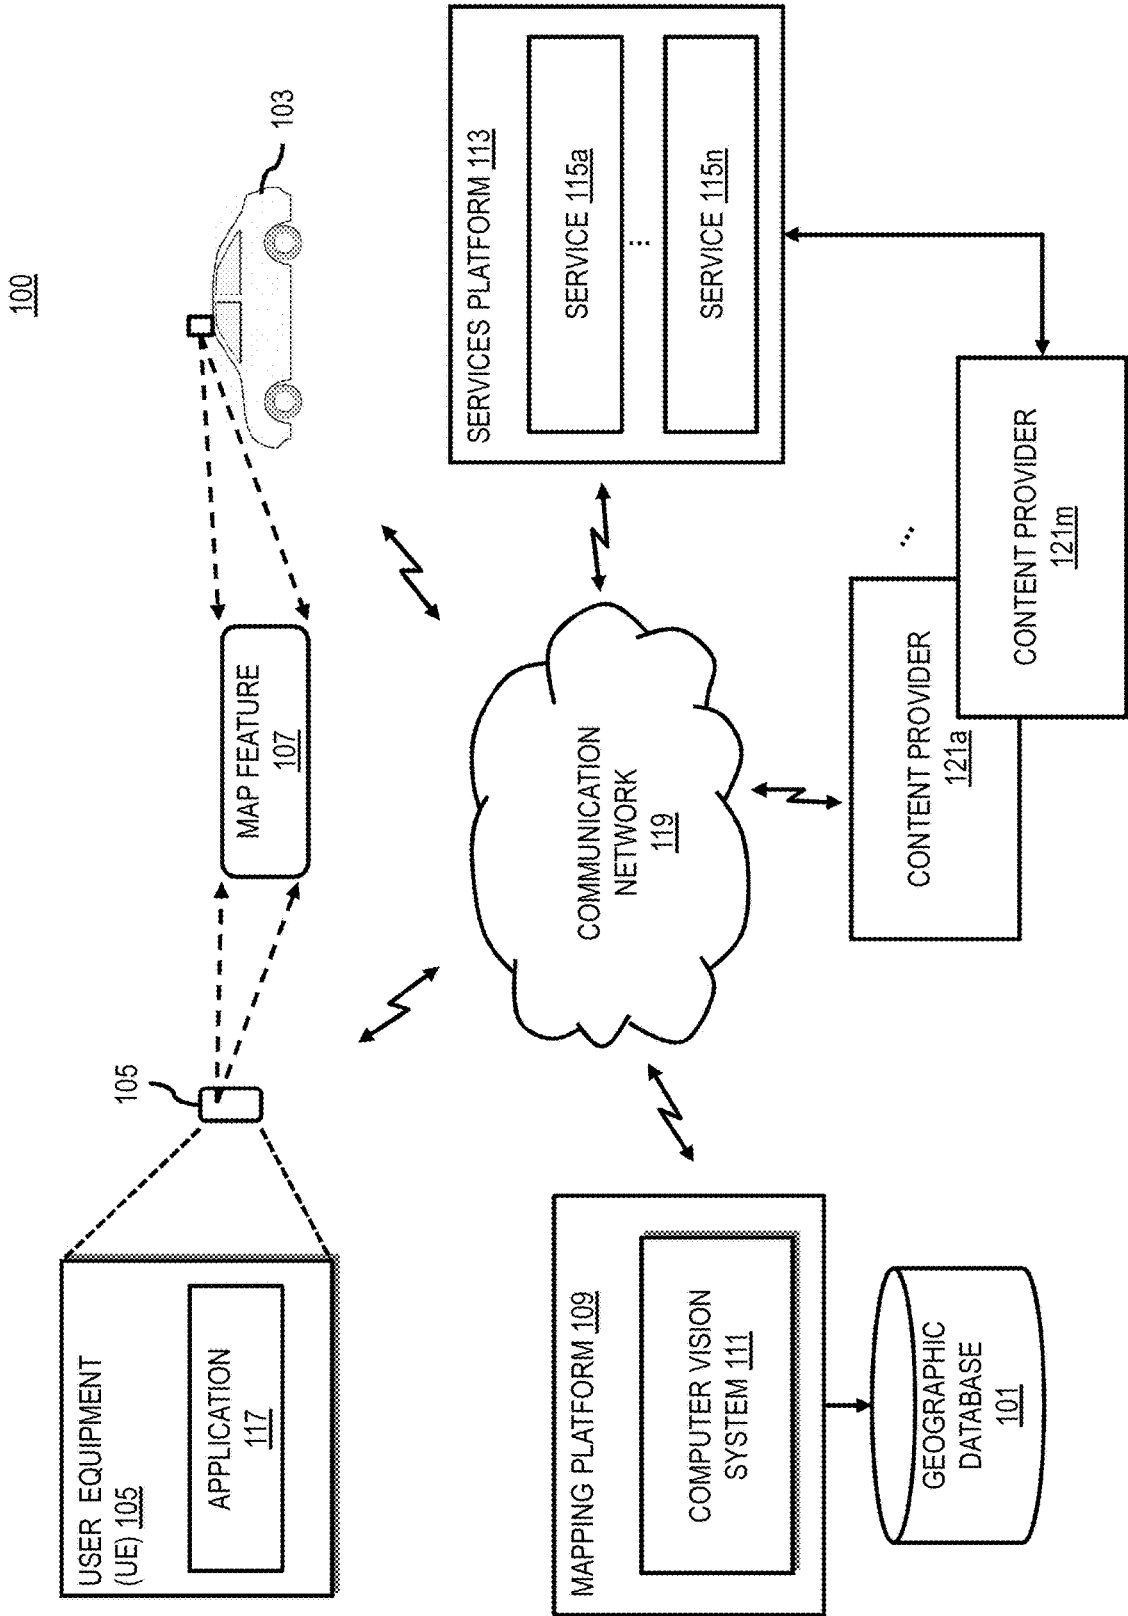 100
USER EQUIPMENT
(UE) 105
APPLICATION
117
105
MAP FEATURE
107
103
COMMUNICATION
NETWORK
119
MAPPING PLATFORM 109
COMPUTER VISION
SYSTEM 111
GEOGRAPHIC
DATABASE
101
SERVICES PLATFORM 113
SERVICE 115a
...
SERVICE 115n
CONTENT PROVIDER
121a
...
CONTENT PROVIDER
121m